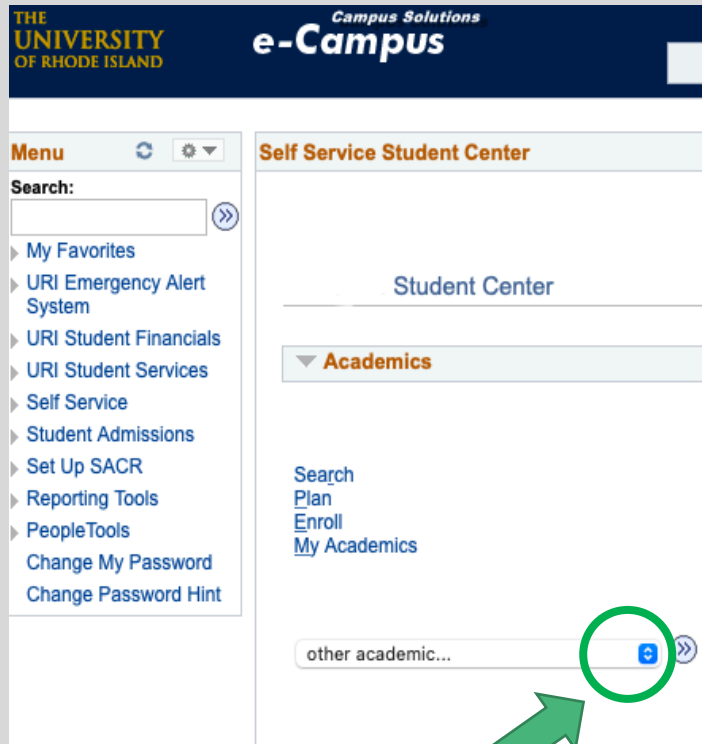 THE
UNIVERSITY
OF RHODE ISLAND
Campus Solutions
e-Campus
Menu
Search:
My Favorites
URI Emergency Alert
System
URI Student Financials
URI Student Services
Self Service
Student Admissions
Set Up SACR
Reporting Tools
PeopleTools
Change My Password
Change Password Hint
Self Service Student Center
Student Center
Academics
Search
Plan
Enroll
My Academics
other academic...